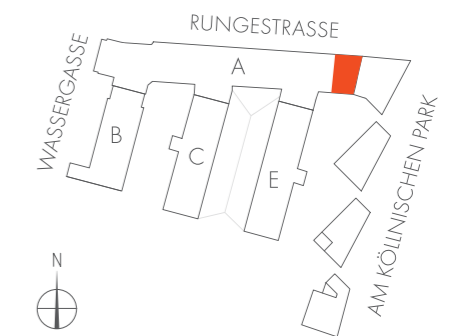 RUNGESTRASSE
WASSERGASSE
A
B
C
E
AM KÖLLNISCHEN PARK
N